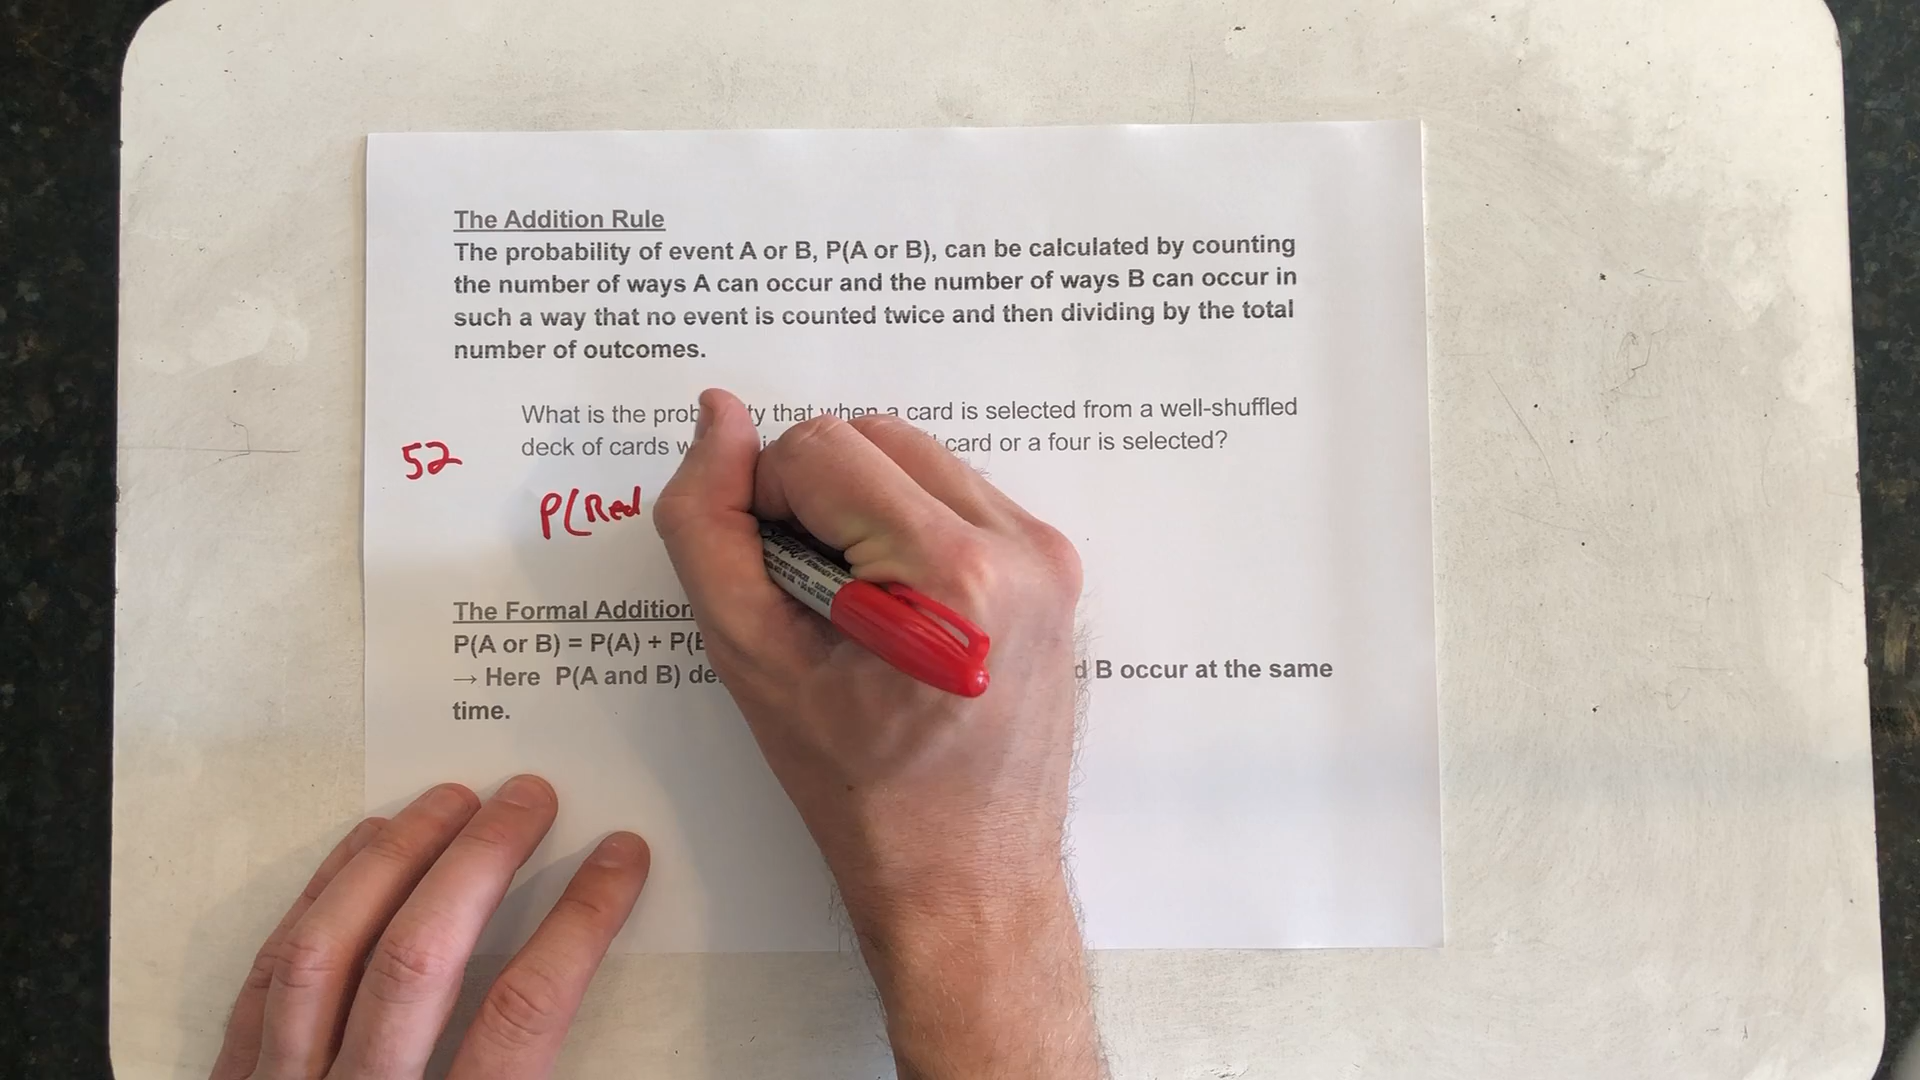 The Addition Rule
The probability of event A or B, P(A or B), can be calculated by counting
the number of ways A can occur and the number of ways B can occur in
such a way that no event is counted twice and then dividing by the total
number of outcomes.
What is the prob ty that when a card is selected from a well-shuffled
deck of cards card or a four is selected?
52
P(Red
The Formal Addition
P(A or B) = P(A) + P(B
→ Here P(A and B) B occur at the same
time.